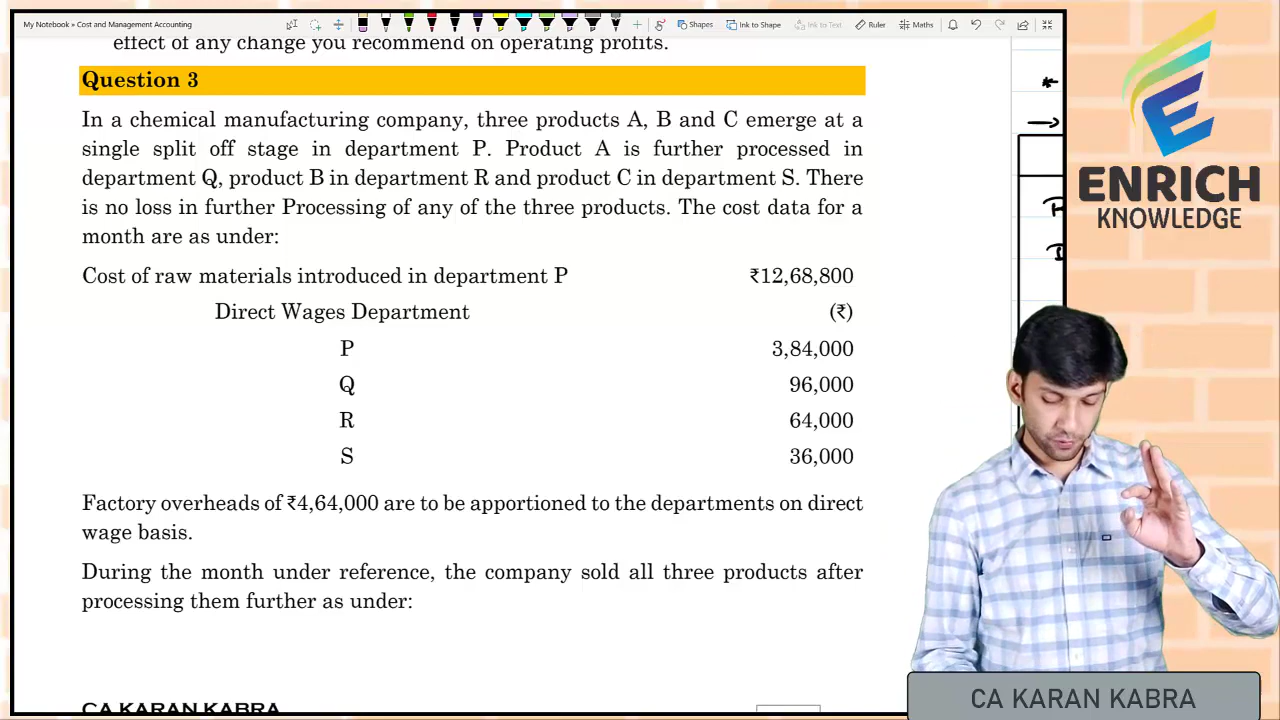 My Notebook » Cost and Management Accounting
Shapes
Ink to Shape
Ink to Text
Ruler
Maths
effect of any change you recommend on operating profits.
Question 3
In a chemical manufacturing company, three products A, B and C emerge at a
single split off stage in department P. Product A is further processed in
department Q, product B in department R and product C in department S. There
is no loss in further Processing of any of the three products. The cost data for a
month are as under:
Cost of raw materials introduced in department P ₹12,68,800
Direct Wages Department (₹)
P 3,84,000
Q 96,000
R 64,000
S 36,000
Factory overheads of ₹4,64,000 are to be apportioned to the departments on direct
wage basis.
During the month under reference, the company sold all three products after
processing them further as under:
CA KARAN KABRA
ENRICH
KNOWLEDGE
CA KARAN KABRA